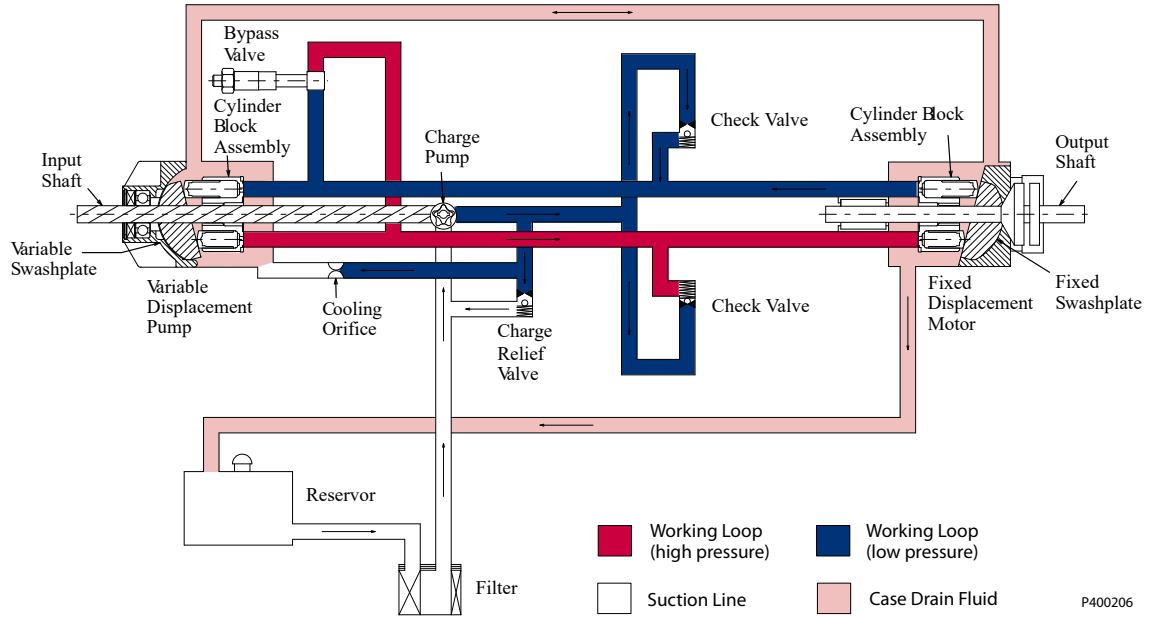 Bypass
Valve
Cylinder
Block
Assembly
Charge
Pump
Check Valve
Cylinder Block
Assembly
Output
Shaft
Input
Shaft
Variable
Swashplate
Variable
Displacement
Pump
Cooling
Orifice
Charge
Relief
Valve
Check Valve
Fixed
Displacement
Motor
Fixed
Swashplate
Reservor
Filter
Working Loop
(high pressure)
Working Loop
(low pressure)
Suction Line
Case Drain Fluid
P400206